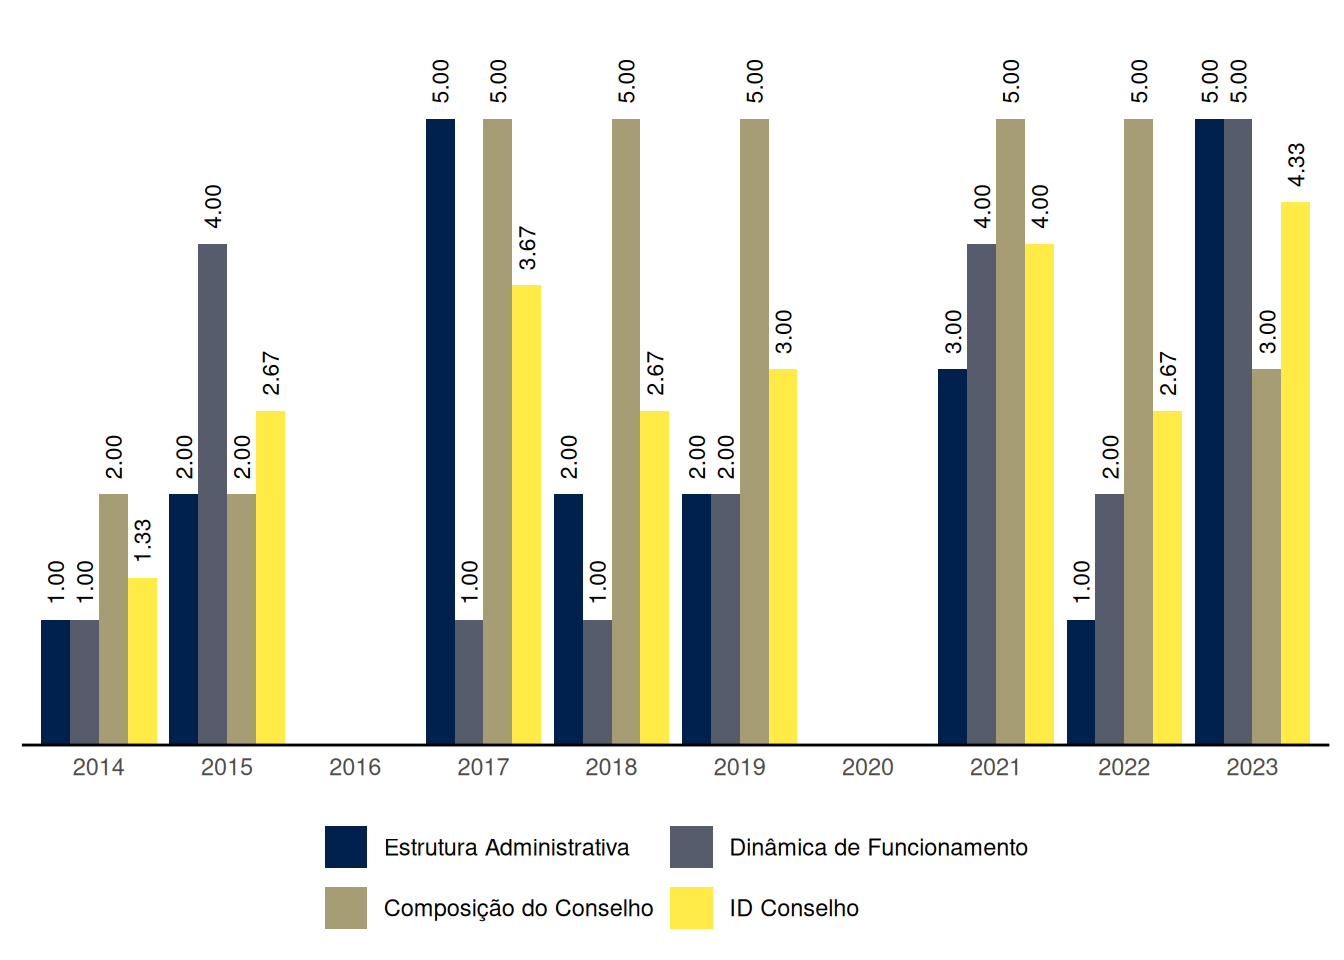 1.00 1.00 2.00 1.33 2.00 4.00 2.00 2.67 5.00 1.00 5.00 3.67 2.00 1.00 5.00 2.67 2.00 2.00 5.00 3.00 3.00 4.00 5.00 4.00 1.00 2.00 5.00 2.67 5.00 5.00 3.00 4.33
2014 2015 2016 2017 2018 2019 2020 2021 2022 2023
Estrutura Administrativa Dinâmica de Funcionamento
Composição do Conselho ID Conselho